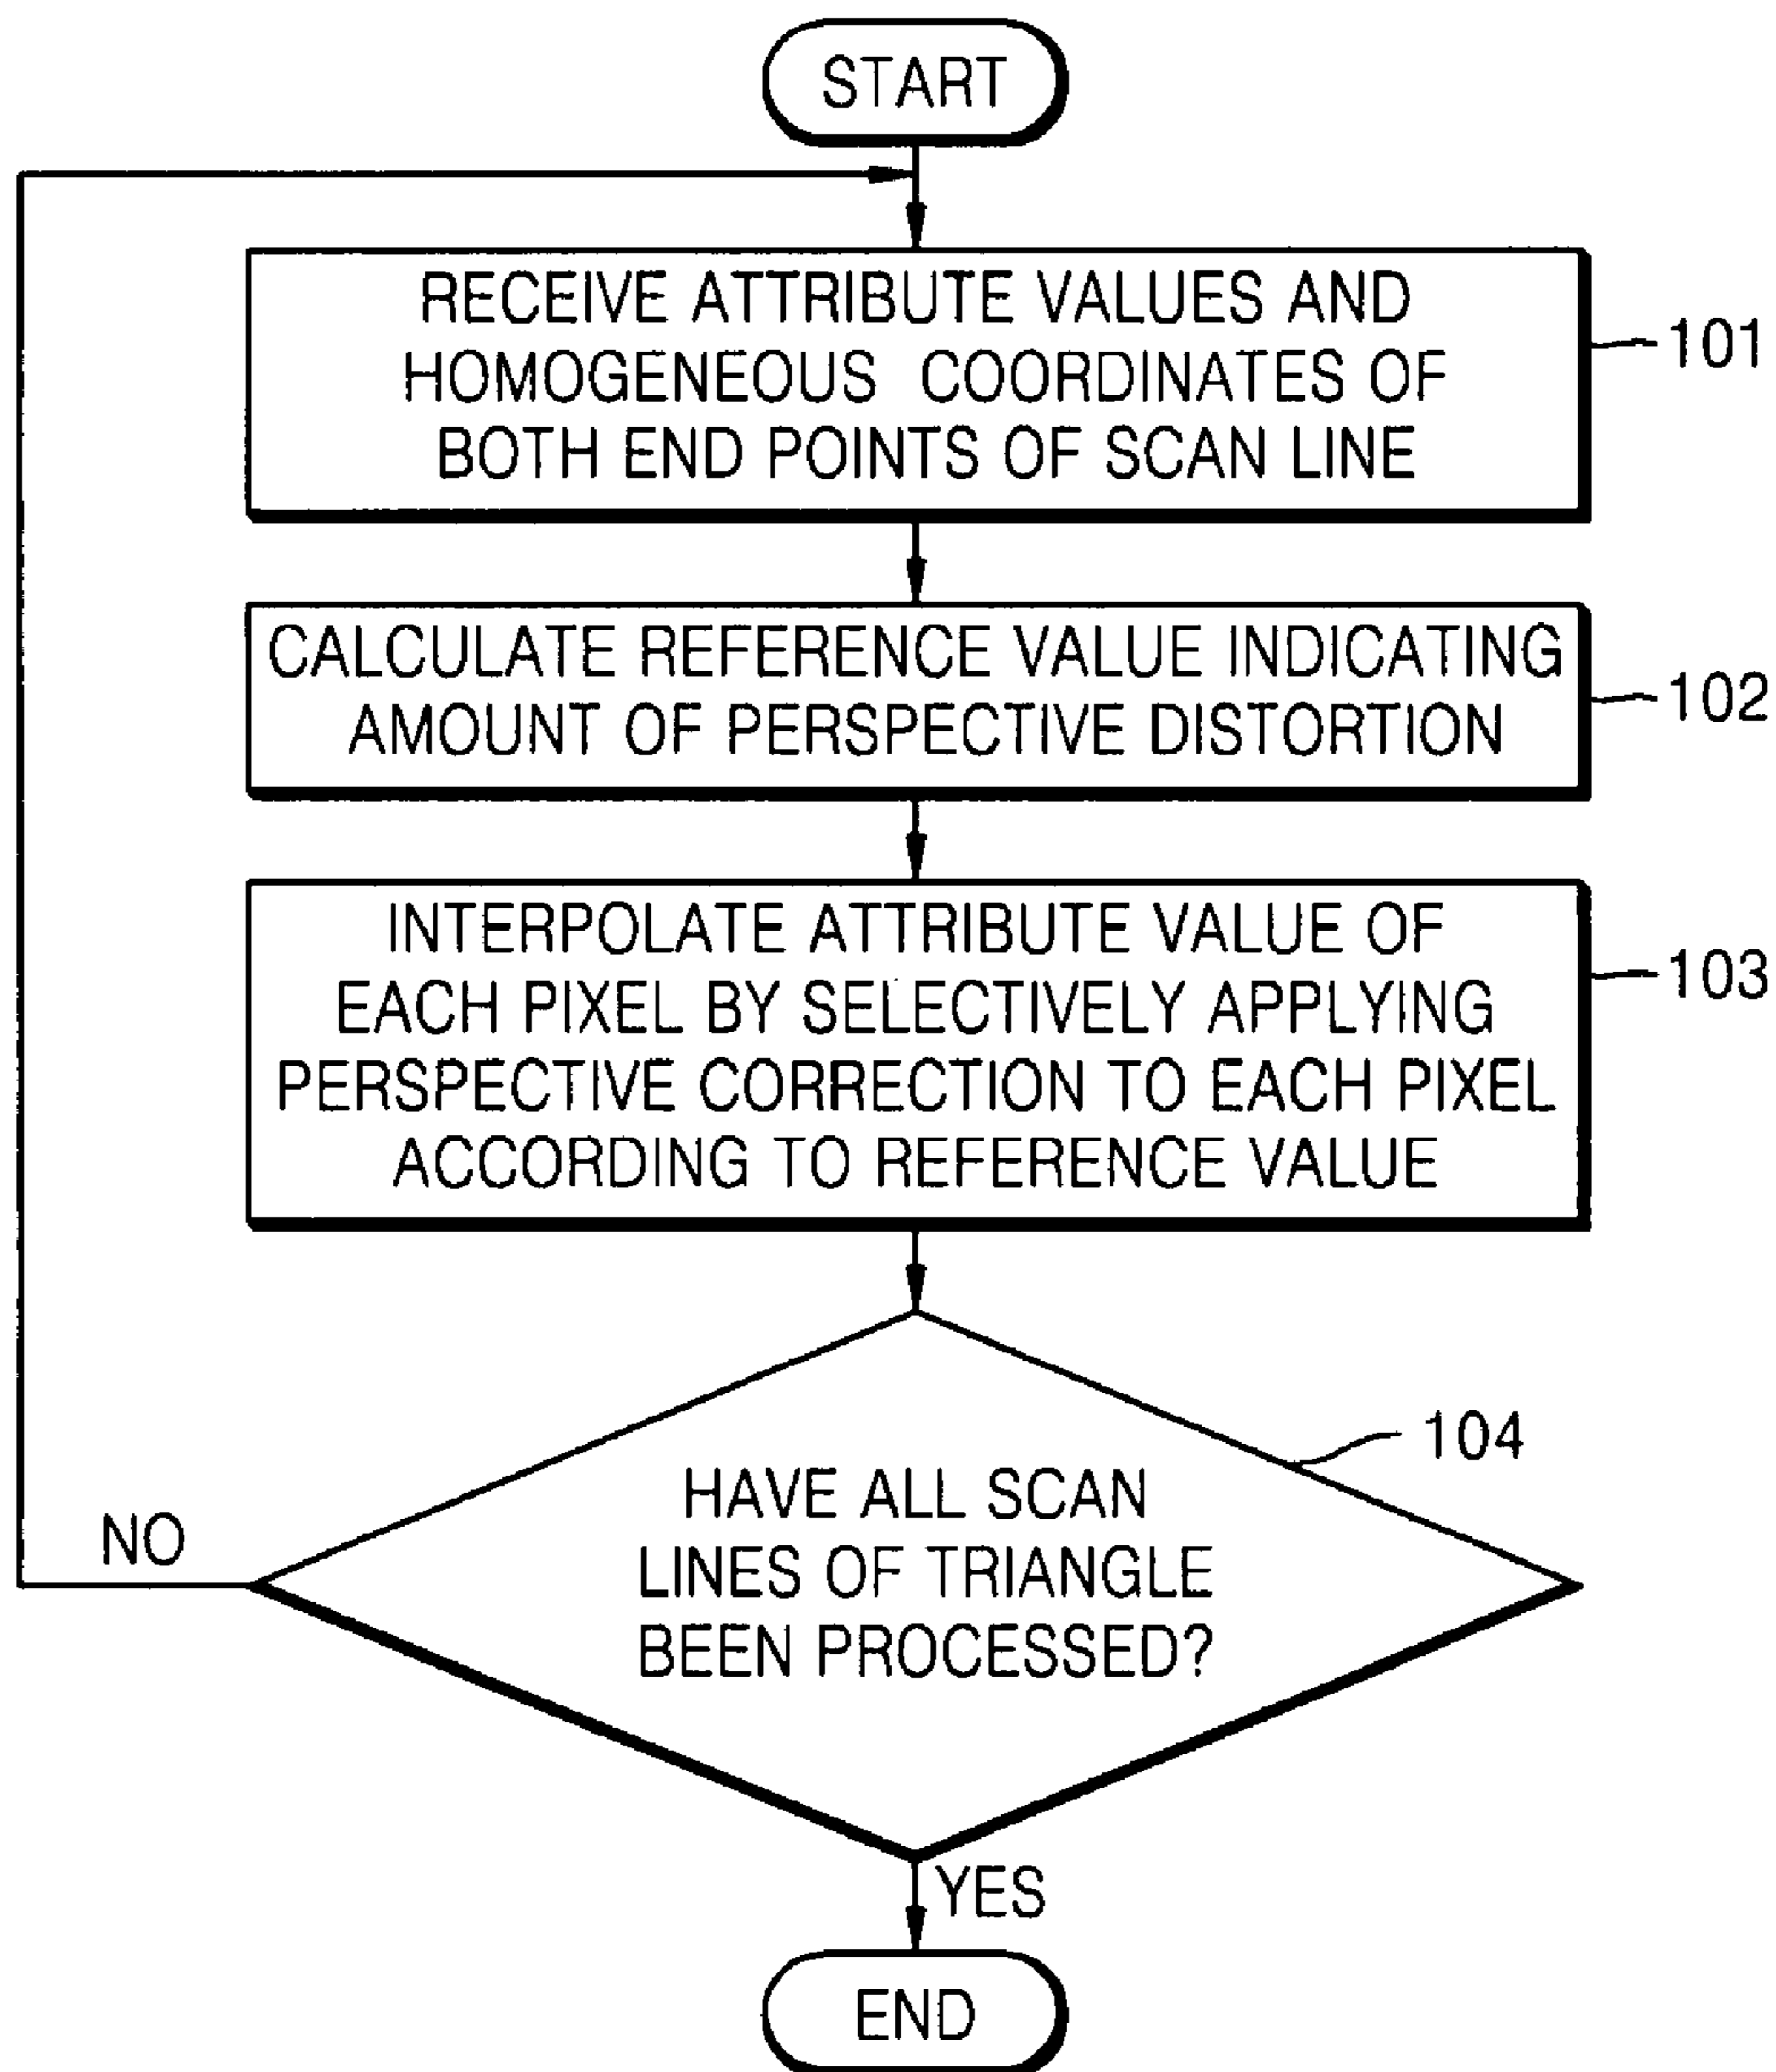 START
RECEIVE ATTRIBUTE VALUES AND
HOMOGENEOUS COORDINATES OF
BOTH END POINTS OF SCAN LINE
101
CALCULATE REFERENCE VALUE INDICATING
AMOUNT OF PERSPECTIVE DISTORTION
102
INTERPOLATE ATTRIBUTE VALUE OF
EACH PIXEL BY SELECTIVELY APPLYING
PERSPECTIVE CORRECTION TO EACH PIXEL
ACCORDING TO REFERENCE VALUE
103
HAVE ALL SCAN
LINES OF TRIANGLE
BEEN PROCESSED?
104
NO
YES
END